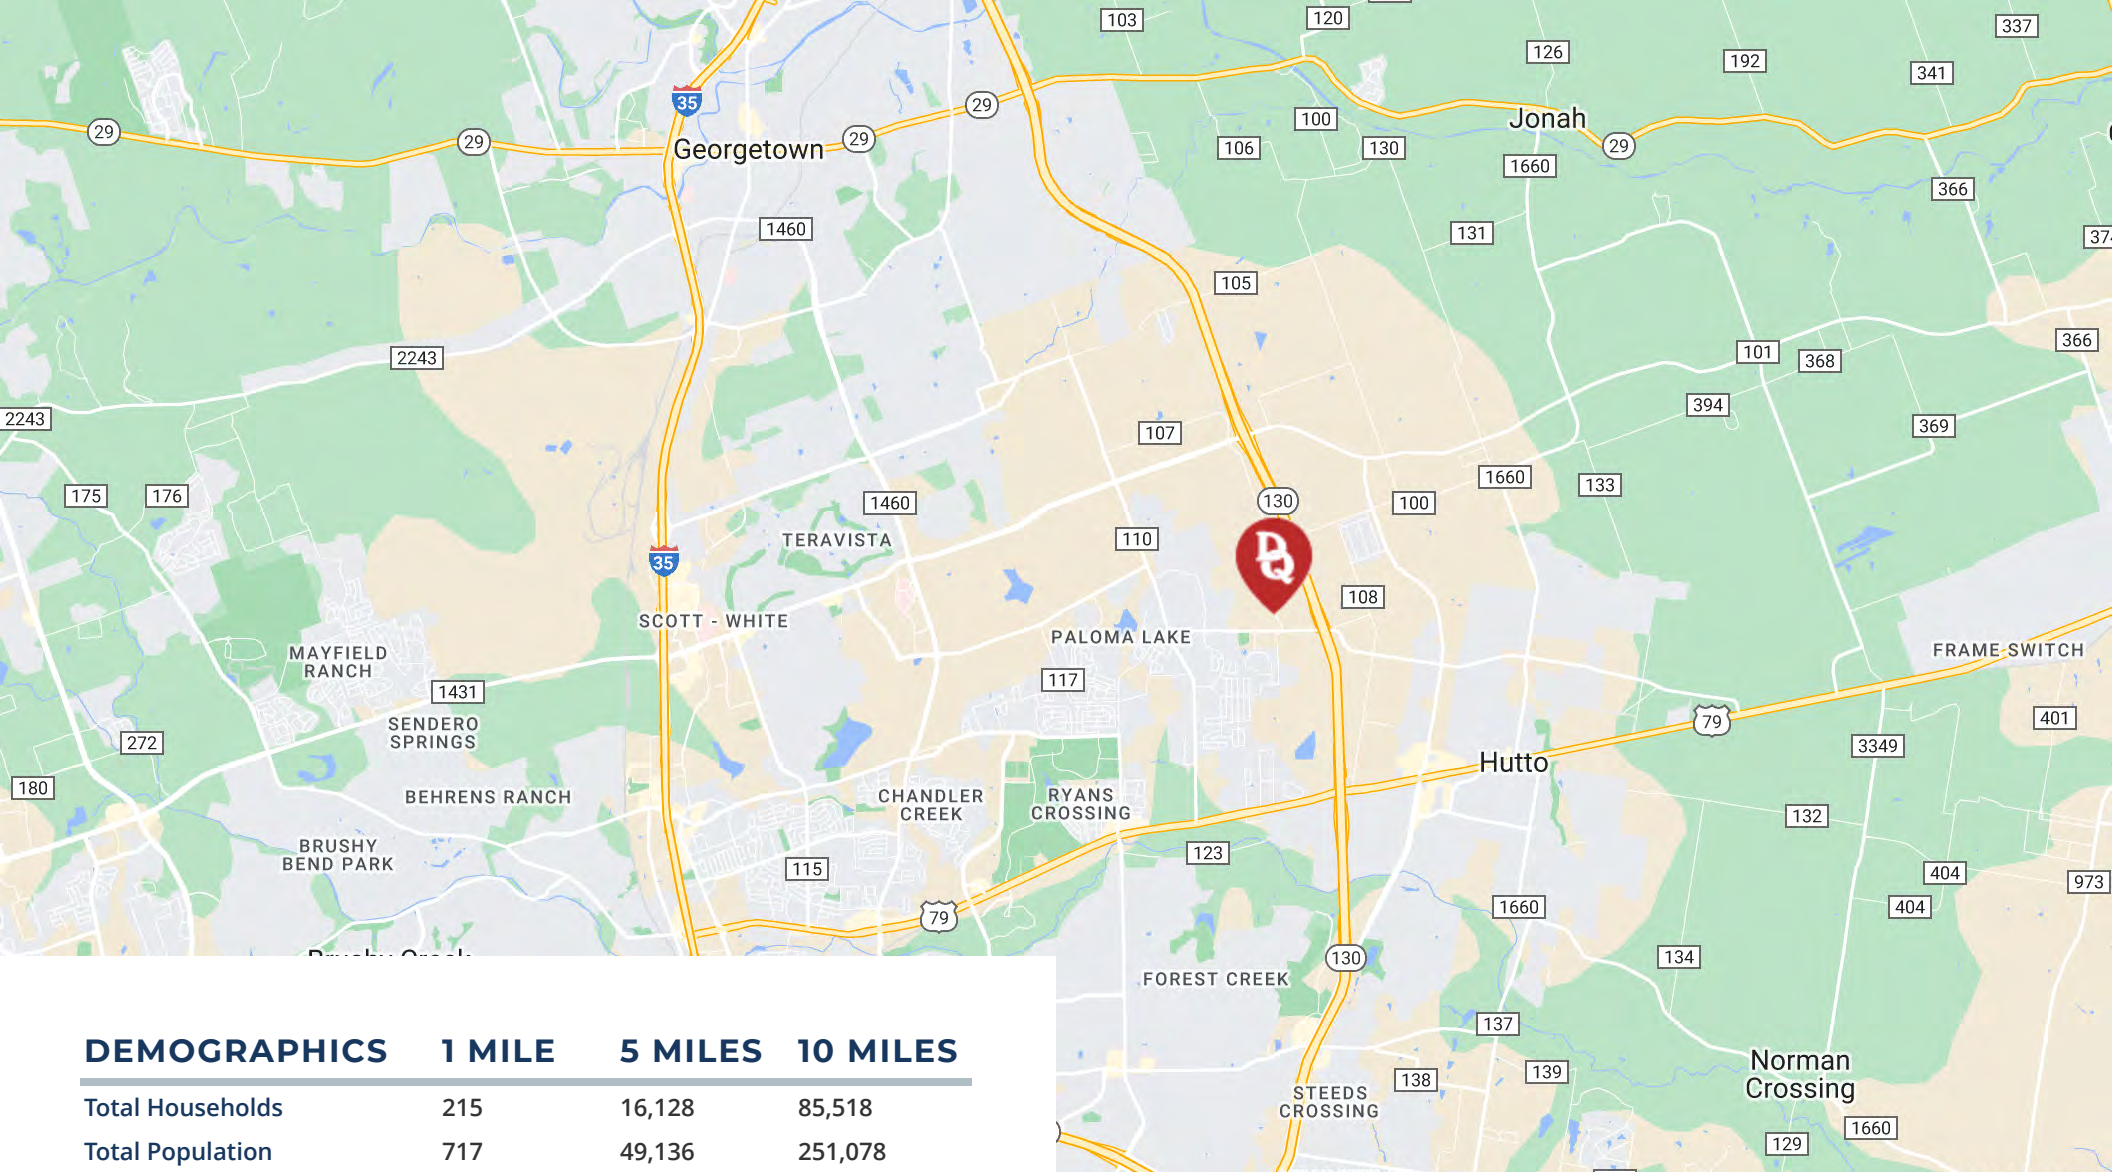 103
120
337
126
192
341
35
29
100
Jonah
29
29
29
Georgetown
106
130
29
1660
366
1460
131
374
105
366
101
368
2243
394
2243
107
369
1460
1660
133
175
176
130
100
TERAVISTA
110
DQ
35
108
SCOTT - WHITE
PALOMA LAKE
FRAME SWITCH
MAYFIELD
RANCH
117
1431
401
79
SENDERO
SPRINGS
272
3349
Hutto
180
BEHRENS RANCH
CHANDLER
CREEK
RYANS
CROSSING
132
BRUSHY
BEND PARK
115
123
404
973
1660
404
79
Brushy Creek
130
134
FOREST CREEK
137
139
138
Norman
Crossing
STEEDS
CROSSING
1660
129
DEMOGRAPHICS 1 MILE 5 MILES 10 MILES
Total Households 215 16,128 85,518
Total Population 717 49,136 251,078